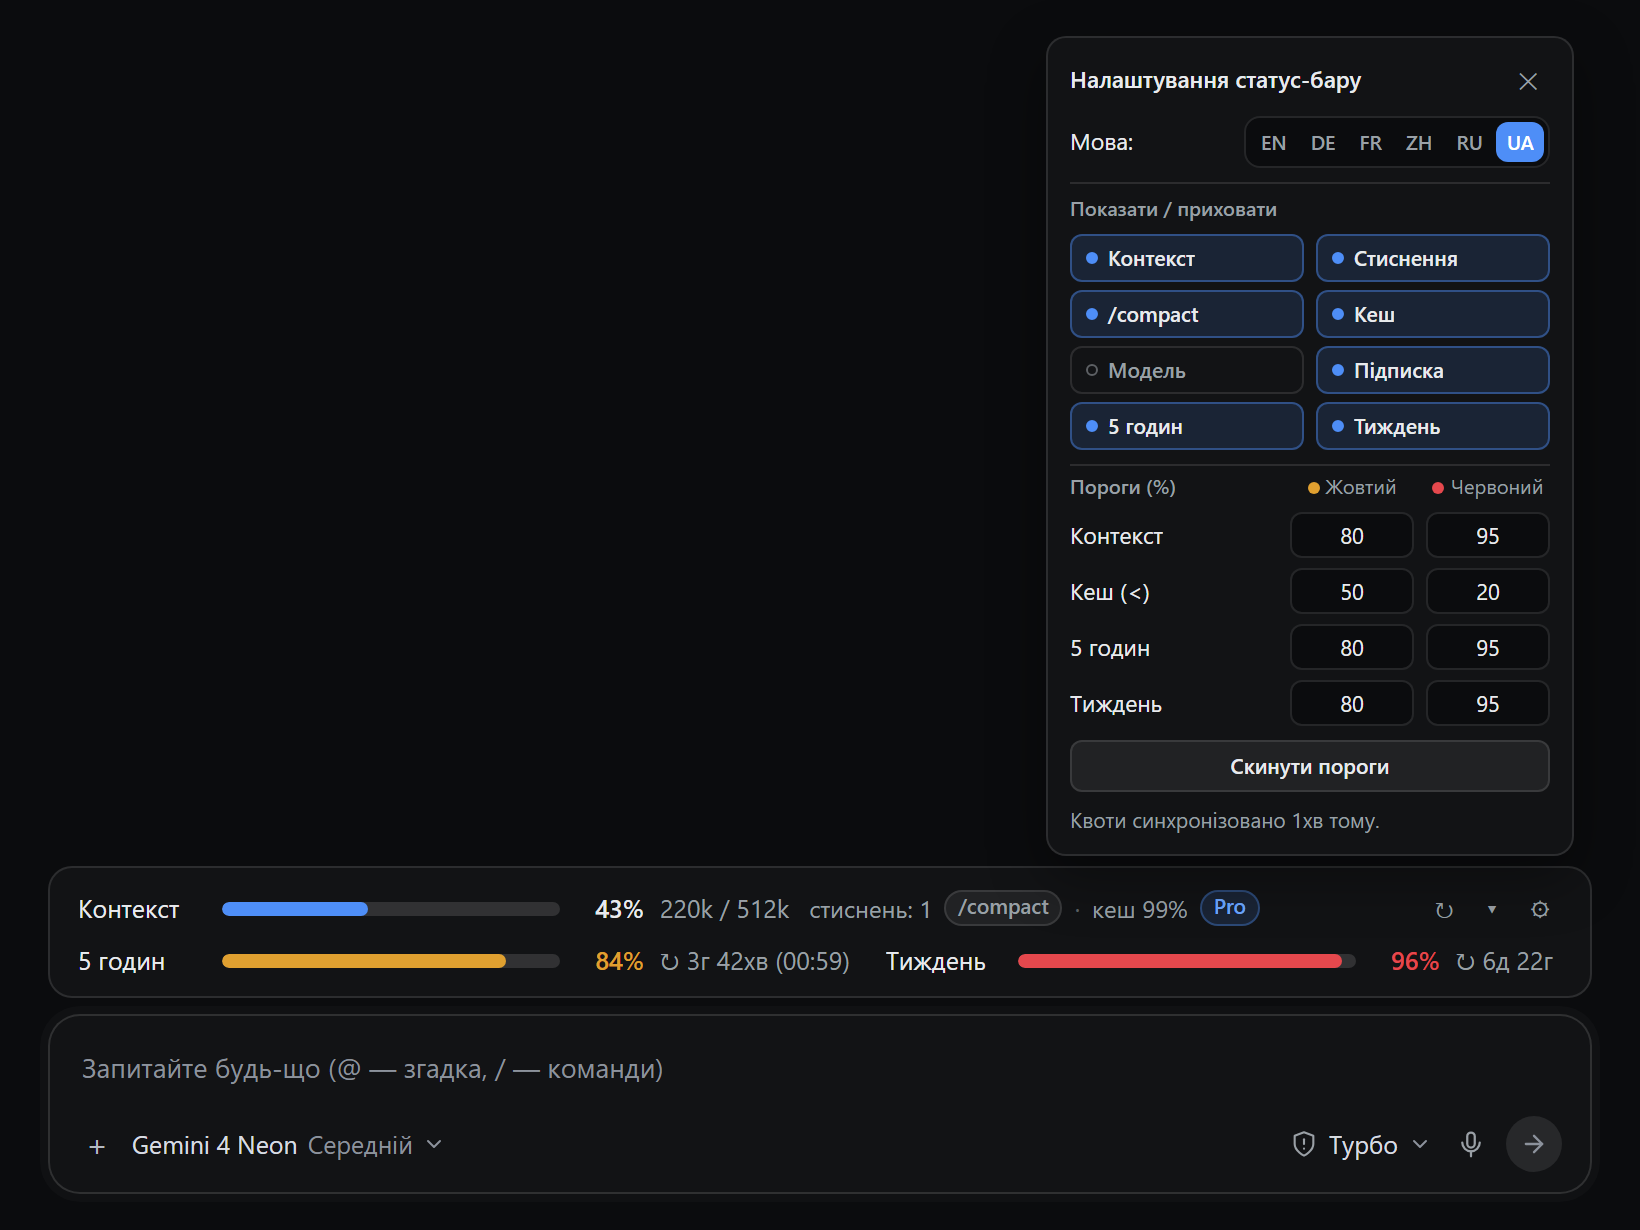 Налаштування статус-бару
Мова: EN DE FR ZH RU UA
Показати / приховати
Контекст Стиснення
/compact Кеш
Модель Підписка
5 годин Тиждень
Пороги (%) Жовтий Червоний
Контекст 80 95
Кеш (<) 50 20
5 годин 80 95
Тиждень 80 95
Скинути пороги
Квоти синхронізовано 1хв тому.
Контекст 43% 220k / 512k стиснень: 1 /compact · кеш 99% Pro
5 годин 84% ↻ 3г 42хв (00:59) Тиждень 96% ↻ 6д 22г
Запитайте будь-що (@ — згадка, / — команди)
+ Gemini 4 Neon Середній Турбо